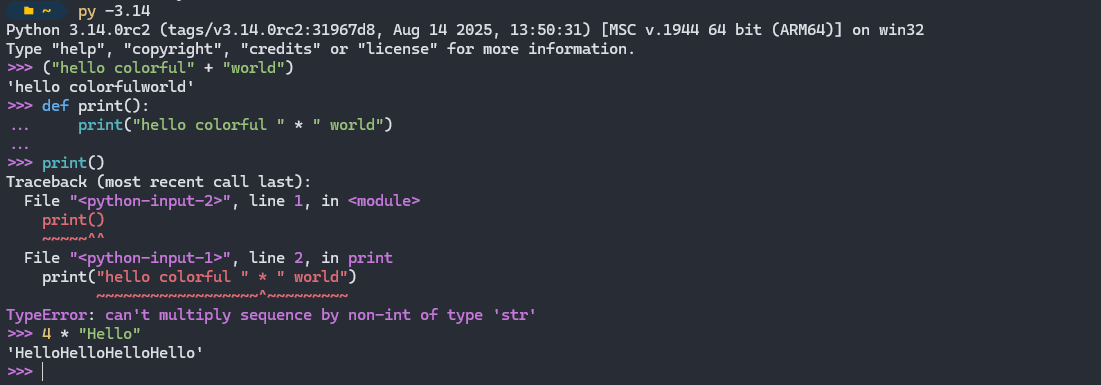 ~ py -3.14
Python 3.14.0rc2 (tags/v3.14.0rc2:31967d8, Aug 14 2025, 13:50:31) [MSC v.1944 64 bit (ARM64)] on win32
Type "help", "copyright", "credits" or "license" for more information.
>>> ("hello colorful" + "world")
'hello colorfulworld'
>>> def print():
...     print("hello colorful " * " world")
...
>>> print()
Traceback (most recent call last):
  File "<python-input-2>", line 1, in <module>
    print()
    ~~~~~^^
  File "<python-input-1>", line 2, in print
    print("hello colorful " * " world")
          ~~~~~~~~~~~~~~~~~~^~~~~~~~~~
TypeError: can't multiply sequence by non-int of type 'str'
>>> 4 * "Hello"
'HelloHelloHelloHello'
>>>